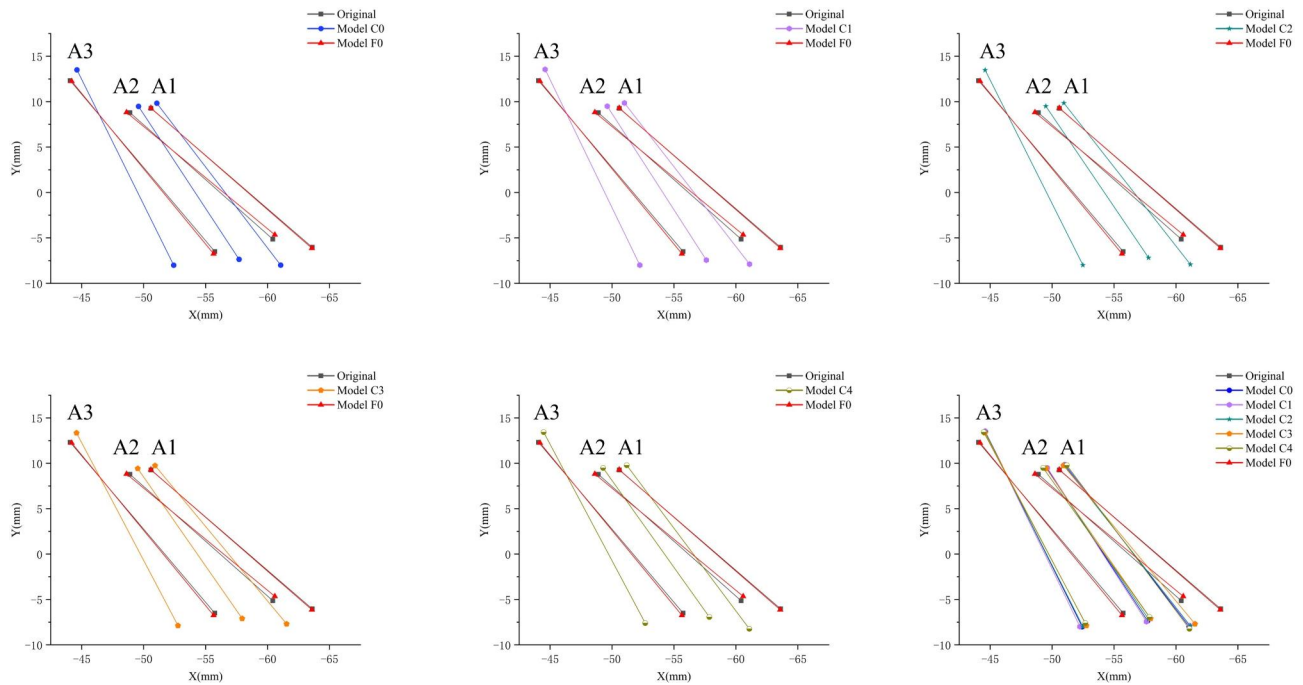 Original
Model C0
Model F0
A3
A2 A1
15
10
5
0
-5
-10
Y(mm)
-45 -50 -55 -60 -65
X(mm)
Original
Model C1
Model F0
A3
A2 A1
15
10
5
0
-5
-10
Y(mm)
-45 -50 -55 -60 -65
X(mm)
Original
Model C2
Model F0
A3
A2 A1
15
10
5
0
-5
-10
Y(mm)
-45 -50 -55 -60 -65
X(mm)
Original
Model C3
Model F0
A3
A2 A1
15
10
5
0
-5
-10
Y(mm)
-45 -50 -55 -60 -65
X(mm)
Original
Model C4
Model F0
A3
A2 A1
15
10
5
0
-5
-10
Y(mm)
-45 -50 -55 -60 -65
X(mm)
Original
Model C0
Model C1
Model C2
Model C3
Model C4
Model F0
A3
A2 A1
15
10
5
0
-5
-10
Y(mm)
-45 -50 -55 -60 -65
X(mm)